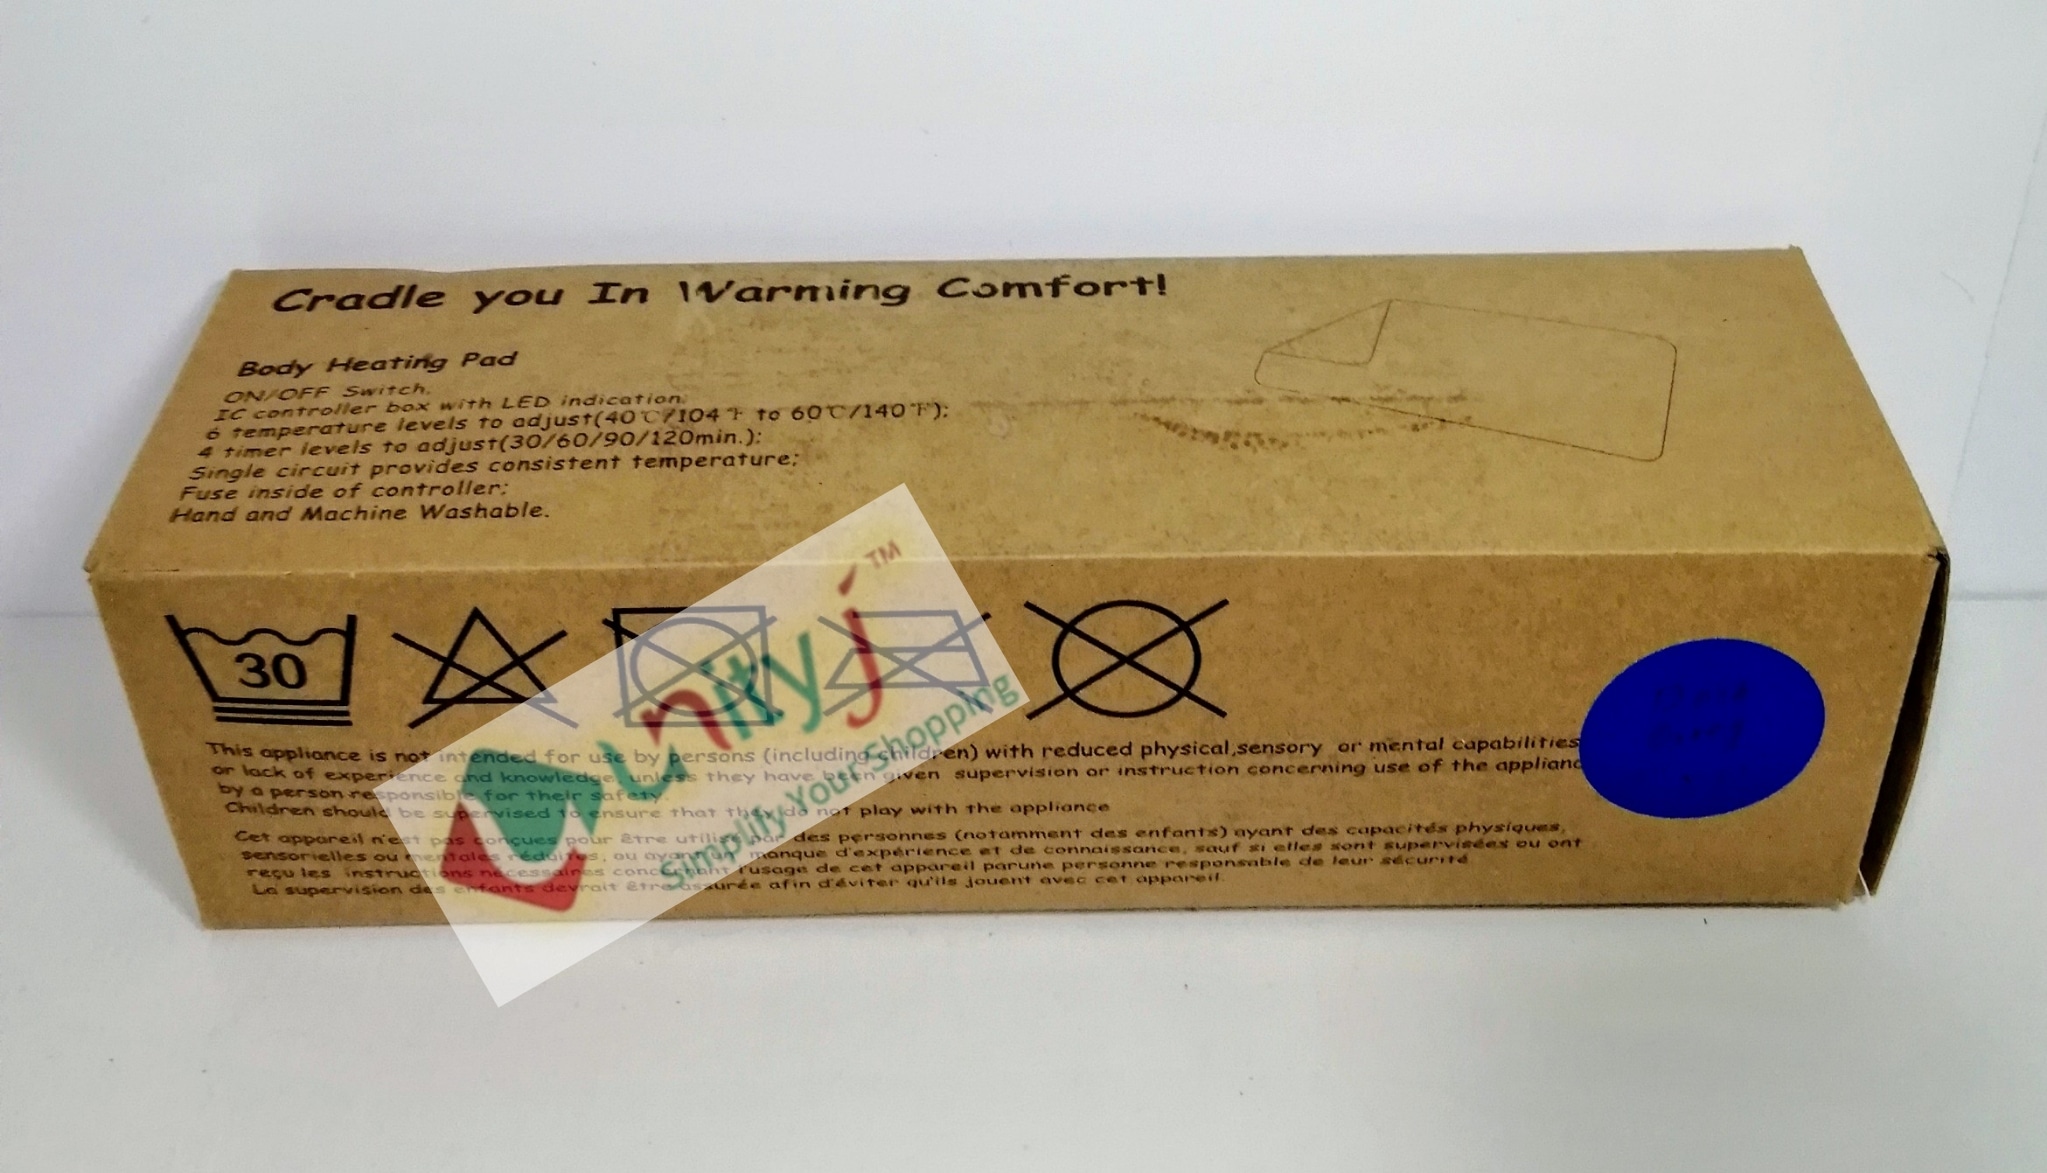 Cradle you In Warming Comfort!
Body Heating Pad
ON/OFF Switch.
IC controller box with LED indication;
6 temperature levels to adjust(40℃/104℉ to 60℃/140℉);
4 timer levels to adjust(30/60/90/120min.);
Single circuit provides consistent temperature;
Fuse inside of controller;
Hand and Machine Washable.
30
This appliance is not intended for use by persons (including children) with reduced physical,sensory or mental capabilities
or lack of experience and knowledge, unless they have been given supervision or instruction concerning use of the applianc
by a person responsible for their safety.
Children should be supervised to ensure that they do not play with the appliance
Cet appareil n'est pas conçues pour être utilisé par des personnes (notamment des enfants) ayant des capacités physiques,
sensorielles ou mentales réduites, ou ayant un manque d'expérience et de connaissance, sauf si elles sont supervisées ou ont
reçu les instructions nécessaires concernant l'usage de cet appareil parune personne responsable de leur sécurité
La supervision des enfants devrait être assurée afin d'éviter qu'ils jouent avec cet appareil.
unityj™
Simplify Your Shopping